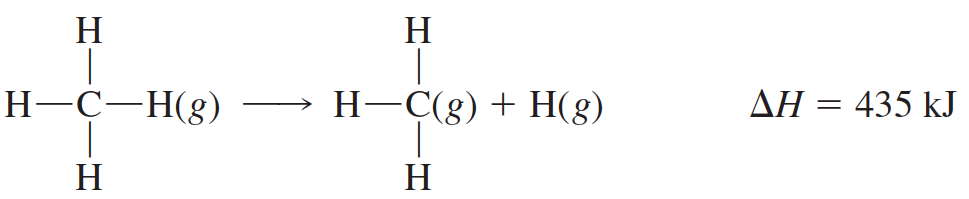 H H
H—C—H(g) ⟶ H—C(g) + H(g) ΔH = 435 kJ
H H